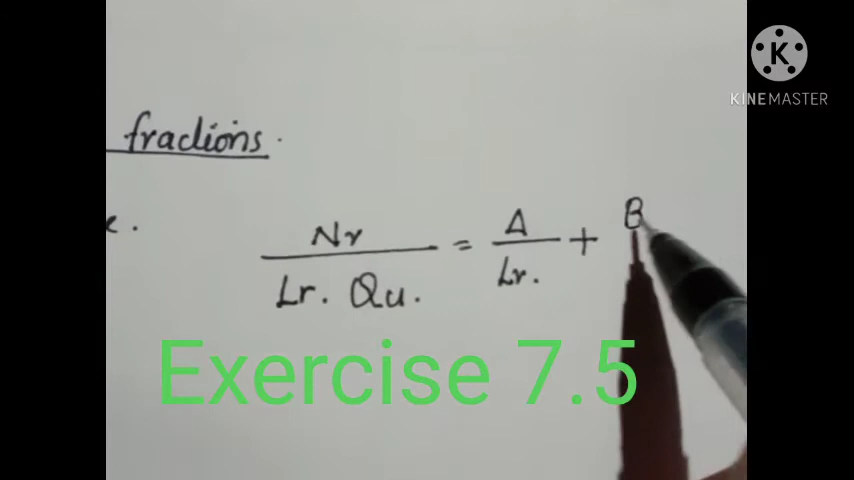 KINEMASTER
fractions.
Nr = A + B
Lr. Qu. Lr.
Exercise 7.5